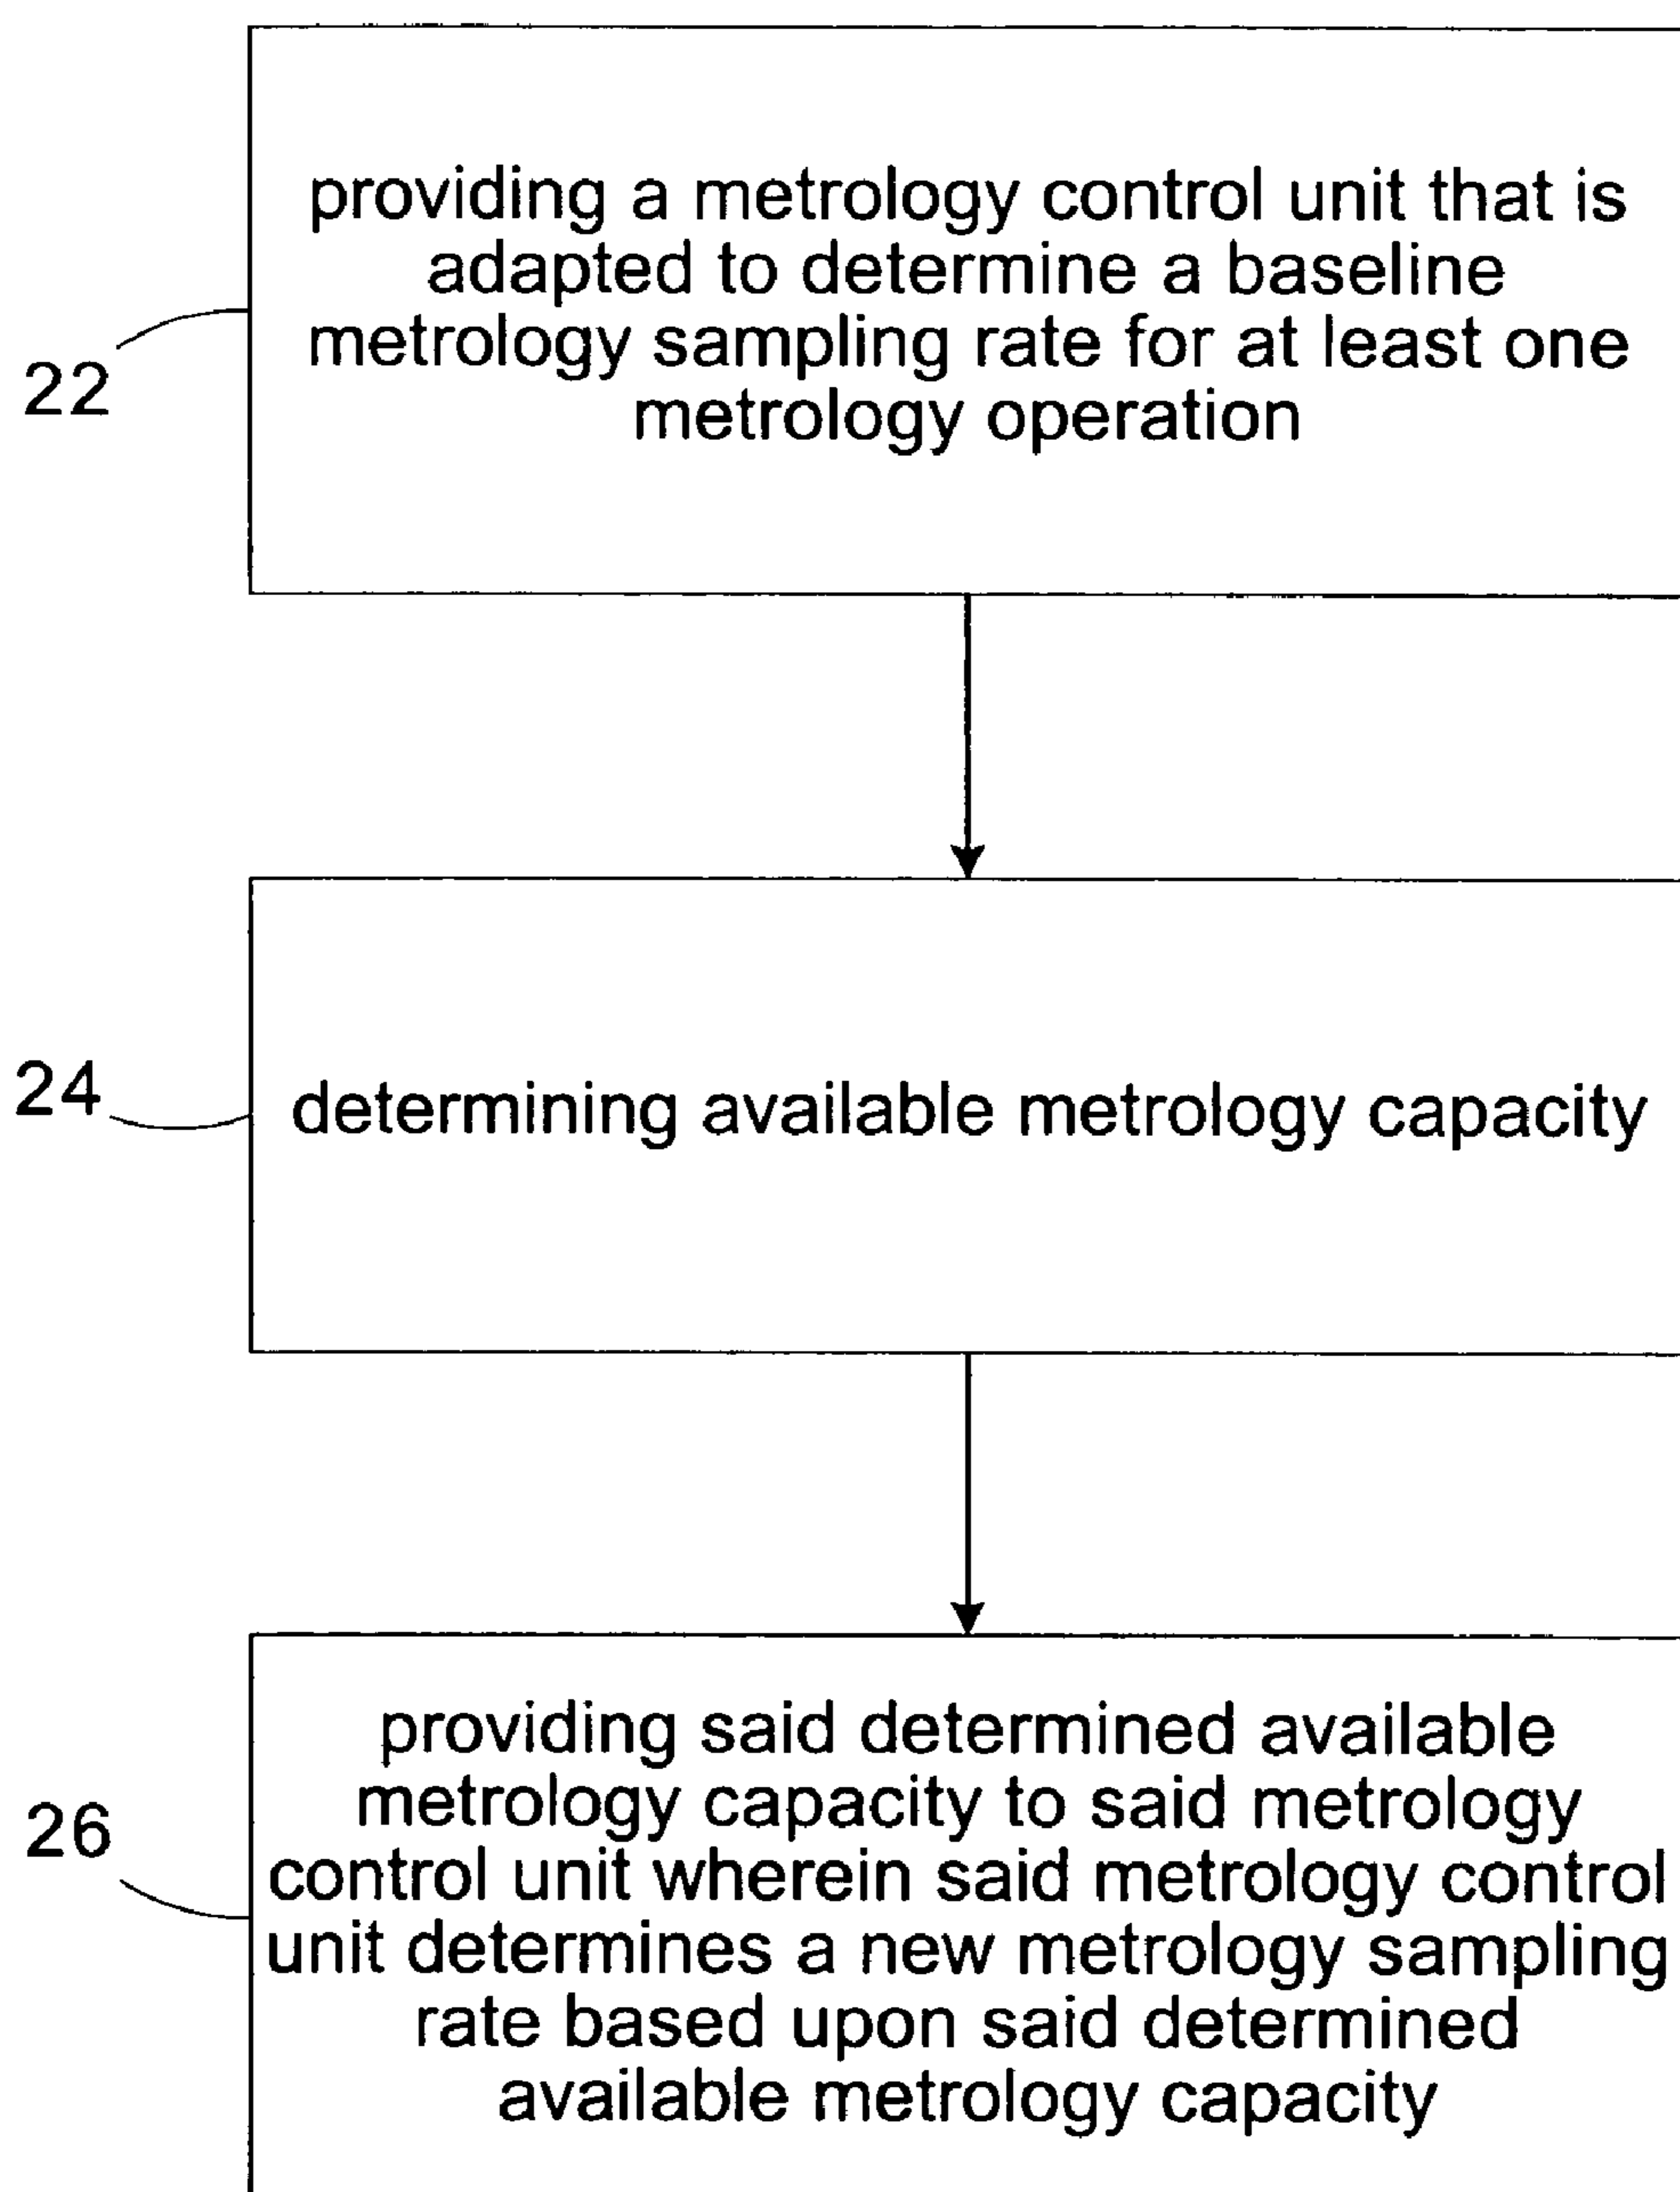 providing a metrology control unit that is
adapted to determine a baseline
metrology sampling rate for at least one
metrology operation
22
24
determining available metrology capacity
providing said determined available
metrology capacity to said metrology
control unit wherein said metrology control
unit determines a new metrology sampling
rate based upon said determined
available metrology capacity
26